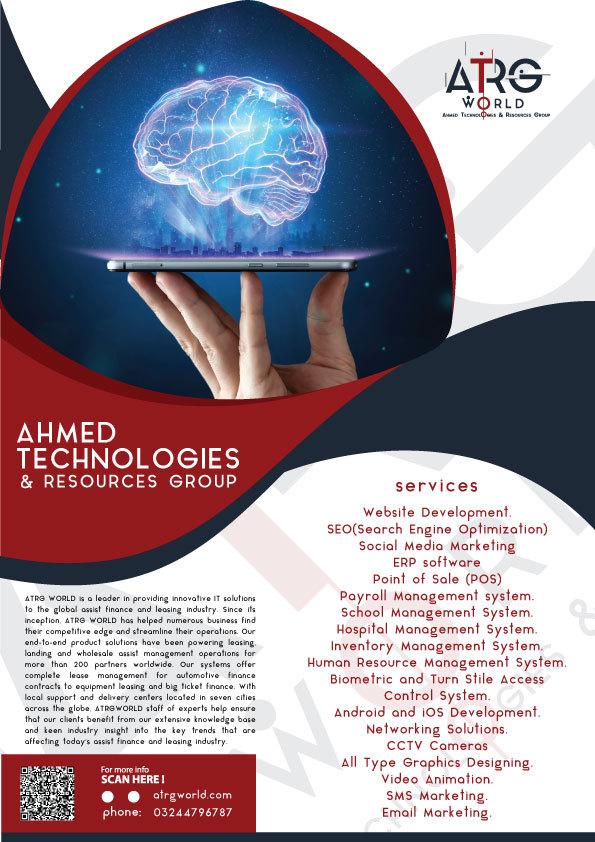 ATRG
WORLD
AHMED TECHNOLOGIES & RESOURCES GROUP
AHMED
TECHNOLOGIES
& RESOURCES GROUP
services
Website Development.
SEO(Search Engine Optimization)
Social Media Marketing
ERP software
Point of Sale (POS)
Payroll Management system.
School Management System.
Hospital Management System.
Inventory Management System.
Human Resource Management System.
Biometric and Turn Stile Access
Control System.
Android and iOS Development.
Networking Solutions.
CCTV Cameras
All Type Graphics Designing.
Video Animation.
SMS Marketing.
Email Marketing.
ATRG WORLD is a leader in providing innovative IT solutions
to the global assist finance and leasing industry. Since its
inception, ATRG WORLD has helped numerous business find
their competitive edge and streamline their operations. Our
end-to-end product solutions have been powering leasing,
landing and wholesale assist management operations for
more than 200 partners worldwide. Our systems offer
complete lease management for automotive finance
contracts to equipment leasing and big ticket finance. With
local support and delivery centers located in seven cities
across the globe. ATRGWORLD staff of experts help ensure
that our clients benefit from our extensive knowledge base
and keen industry insight into the key trends that are
affecting today's assist finance and leasing industry.
For more info
SCAN HERE !
atrgworld.com
phone: 03244796787